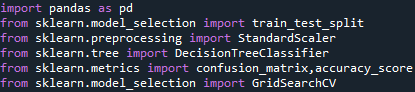 import pandas as pd
from sklearn.model_selection import train_test_split
from sklearn.preprocessing import StandardScaler
from sklearn.tree import DecisionTreeClassifier
from sklearn.metrics import confusion_matrix,accuracy_score
from sklearn.model_selection import GridSearchCV